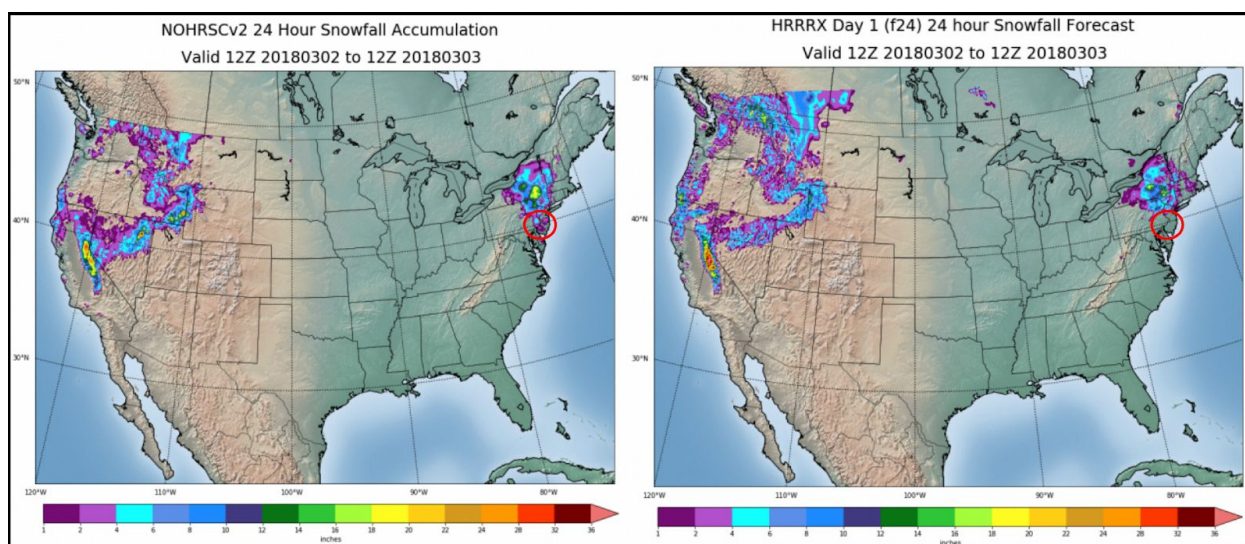 NOHRSCv2 24 Hour Snowfall Accumulation
Valid 12Z 20180302 to 12Z 20180303
50°N
40°N
30°N
120°W 110°W 100°W 90°W 80°W
1 2 4 6 8 10 12 14 16 18 20 22 24 28 32 36
inches
HRRRX Day 1 (f24) 24 hour Snowfall Forecast
Valid 12Z 20180302 to 12Z 20180303
50°N
40°N
30°N
120°W 110°W 100°W 90°W 80°W
1 2 4 6 8 10 12 14 16 18 20 22 24 28 32 36
inches